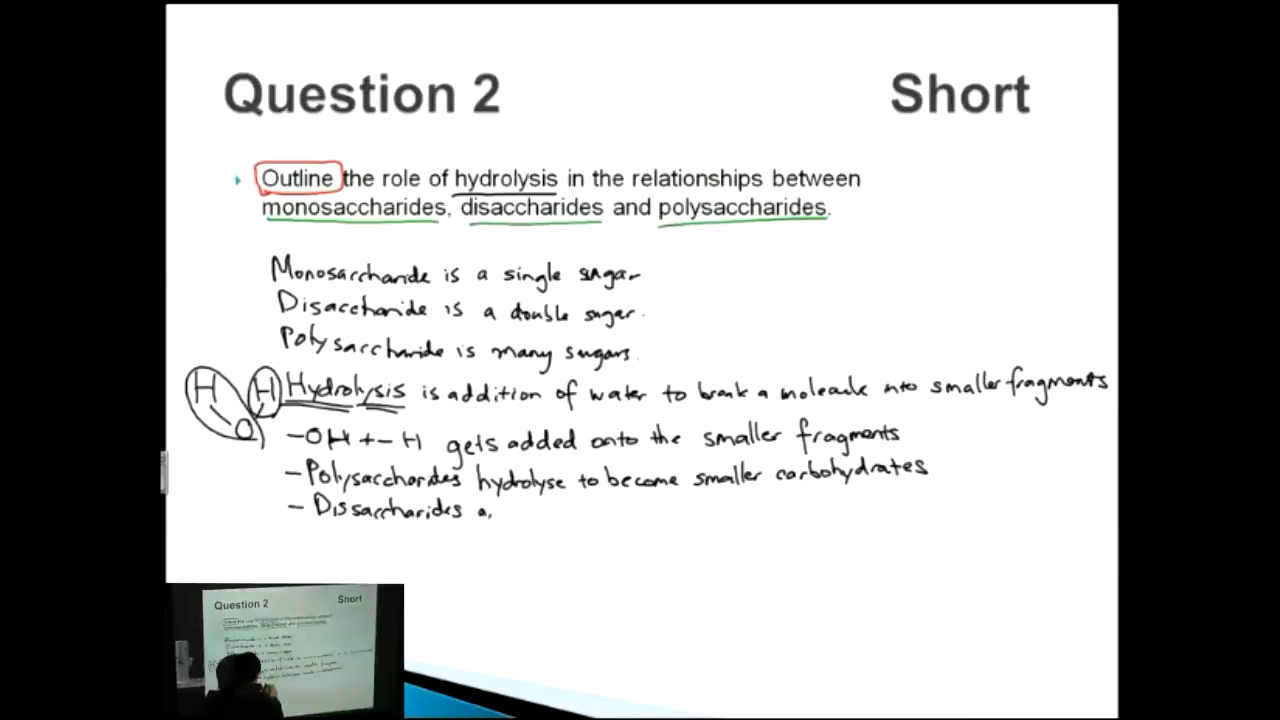 Question 2 Short
Outline the role of hydrolysis in the relationships between
monosaccharides, disaccharides and polysaccharides.
Monosaccharide is a single sugar
Disaccharide is a double sugar.
Polysaccharide is many sugars.
H H Hydrolysis is addition of water to break a molecule into smaller fragments
O -OH + -H gets added onto the smaller fragments
- Polysaccharides hydrolyse to become smaller carbohydrates
- Dissaccharides a
Question 2 Short